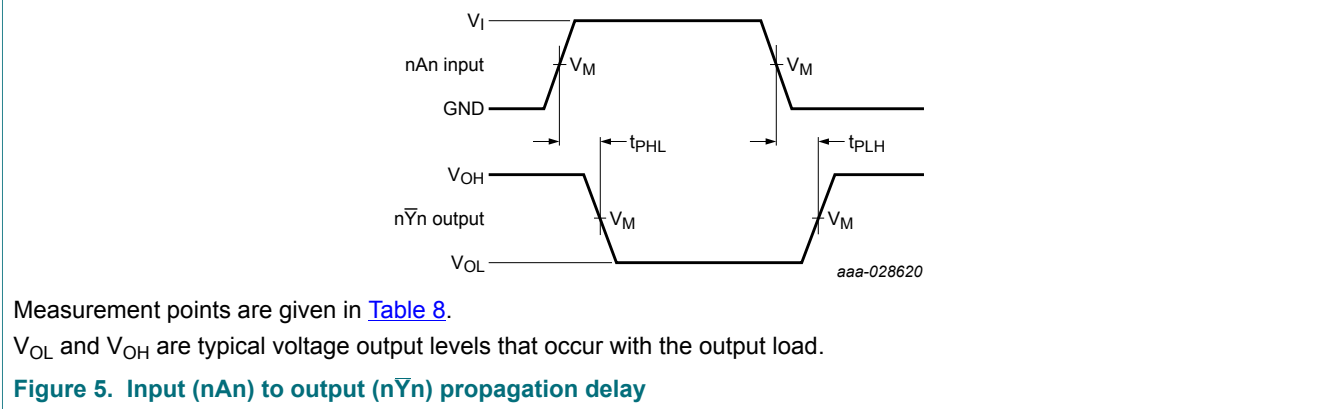 V_I
nAn input
V_M
V_M
GND
t_PHL
t_PLH
V_OH
nY̅n output
V_M
V_M
V_OL
aaa-028620
Measurement points are given in Table 8.
V_OL and V_OH are typical voltage output levels that occur with the output load.
Figure 5. Input (nAn) to output (nY̅n) propagation delay